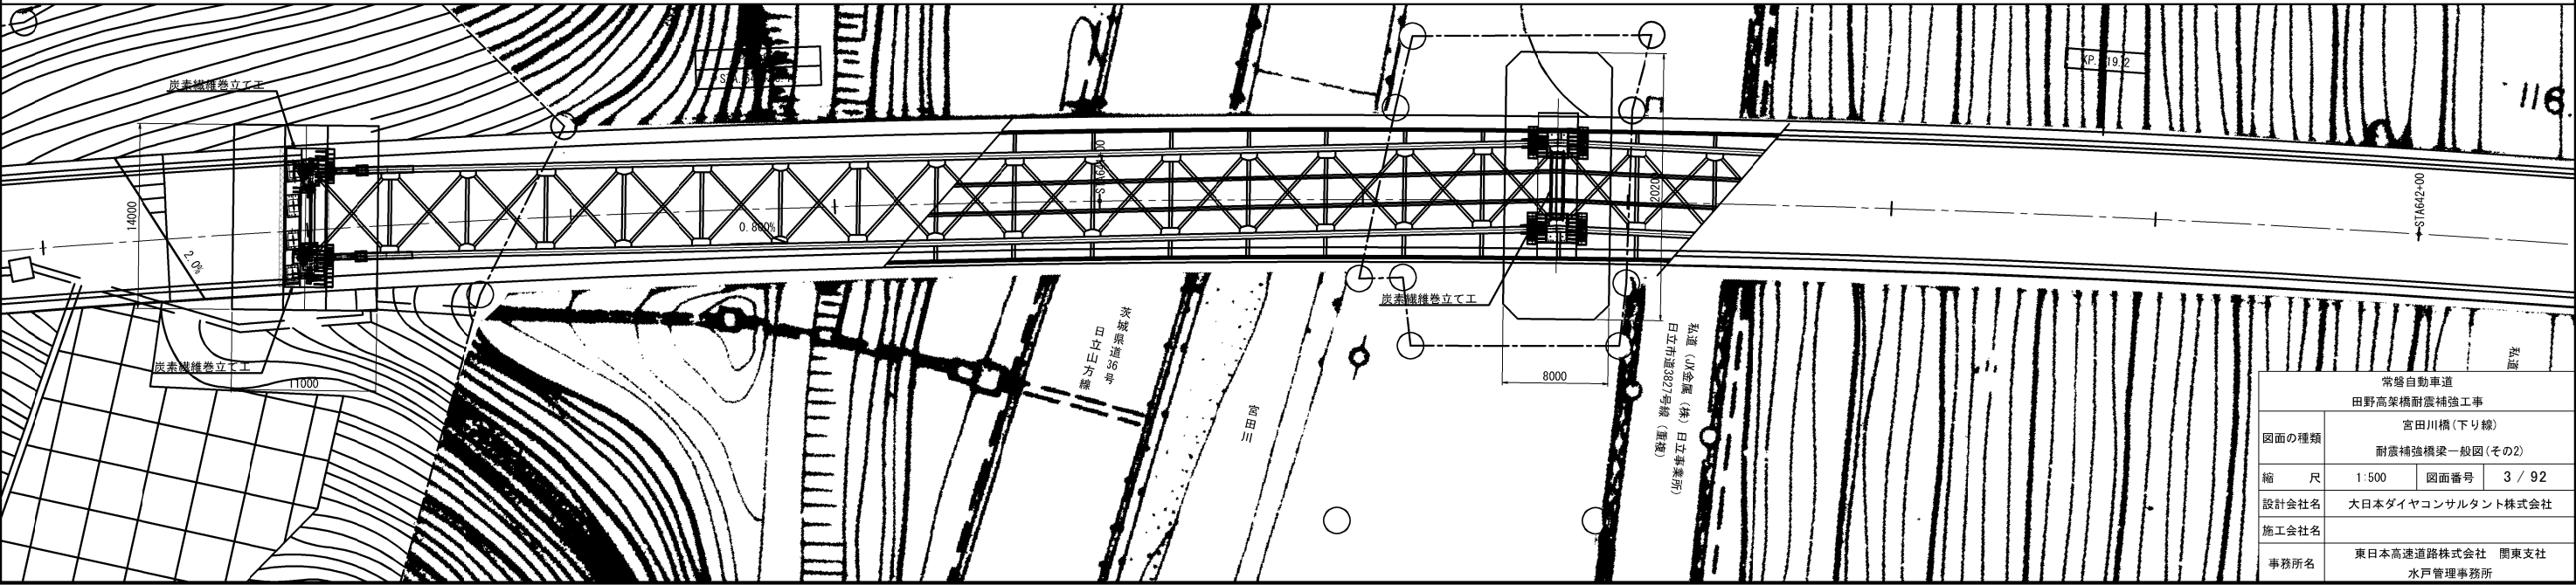 炭素繊維巻立て工
14000
2.0%
炭素繊維巻立て工
11000
0.800%
20200
炭素繊維巻立て工
8000
茨城県道36号
日立山方線
宮田川
私道（JX金属（株）日立事業所）
日立市道3827号線（重複）
KP.119.2
116.
STA642+00
私道
常磐自動車道
田野高架橋耐震補強工事
図面の種類
宮田川橋(下り線)
耐震補強橋梁一般図(その2)
縮 尺 1:500 図面番号 3 / 92
設計会社名 大日本ダイヤコンサルタント株式会社
施工会社名
事務所名
東日本高速道路株式会社 関東支社
水戸管理事務所